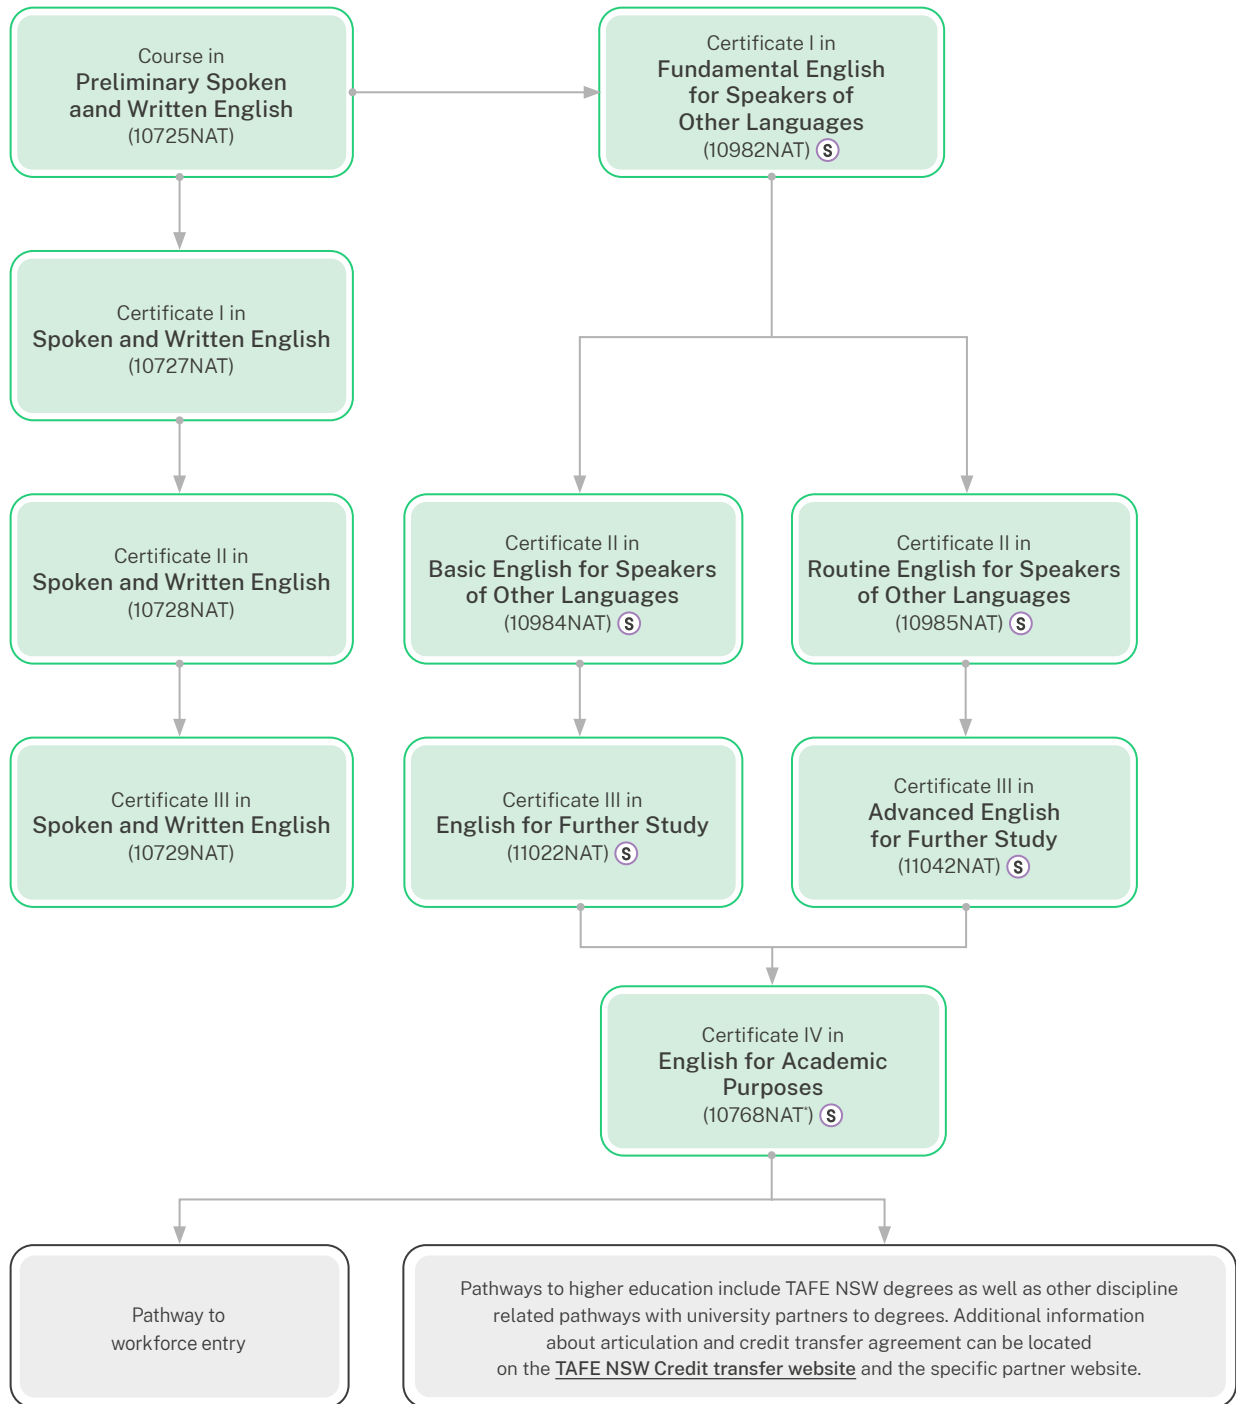 Course in
Preliminary Spoken
aand Written English
(10725NAT)
Certificate I in
Fundamental English
for Speakers of
Other Languages
(10982NAT) S
Certificate I in
Spoken and Written English
(10727NAT)
Certificate II in
Spoken and Written English
(10728NAT)
Certificate II in
Basic English for Speakers
of Other Languages
(10984NAT) S
Certificate II in
Routine English for Speakers
of Other Languages
(10985NAT) S
Certificate III in
Spoken and Written English
(10729NAT)
Certificate III in
English for Further Study
(11022NAT) S
Certificate III in
Advanced English
for Further Study
(11042NAT) S
Certificate IV in
English for Academic
Purposes
(10768NAT*) S
Pathway to
workforce entry
Pathways to higher education include TAFE NSW degrees as well as other discipline
related pathways with university partners to degrees. Additional information
about articulation and credit transfer agreement can be located
on the TAFE NSW Credit transfer website and the specific partner website.